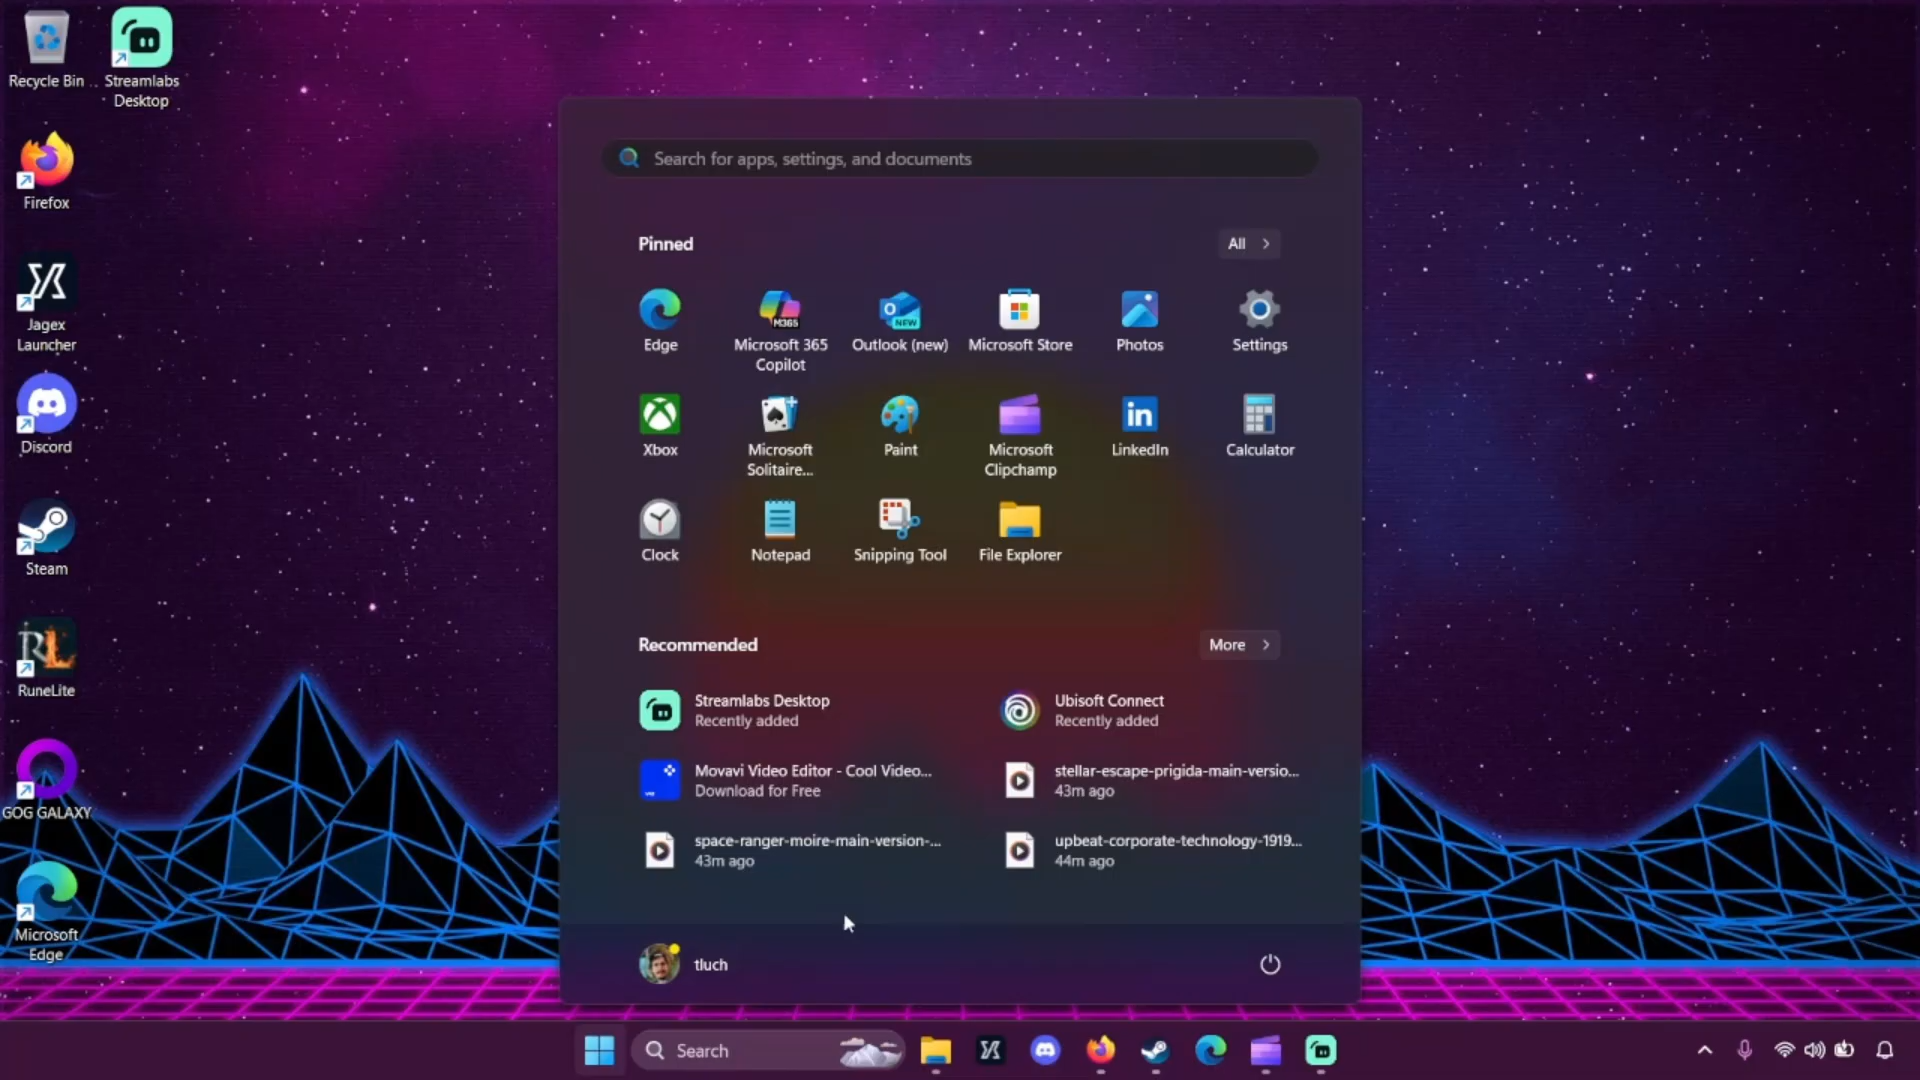 Recycle Bin
Streamlabs
Desktop
Firefox
Jagex
Launcher
Discord
Steam
RuneLite
GOG GALAXY
Microsoft
Edge
Search for apps, settings, and documents
Pinned
All
Edge
M365
Microsoft 365
Copilot
NEW
Outlook (new)
Microsoft Store
Photos
Settings
Xbox
Microsoft
Solitaire...
Paint
Microsoft
Clipchamp
in
LinkedIn
Calculator
Clock
Notepad
Snipping Tool
File Explorer
Recommended
More
Streamlabs Desktop
Recently added
Ubisoft Connect
Recently added
Movavi Video Editor - Cool Video...
Download for Free
stellar-escape-prigida-main-versio...
43m ago
space-ranger-moire-main-version-...
43m ago
upbeat-corporate-technology-1919...
44m ago
tluch
Search